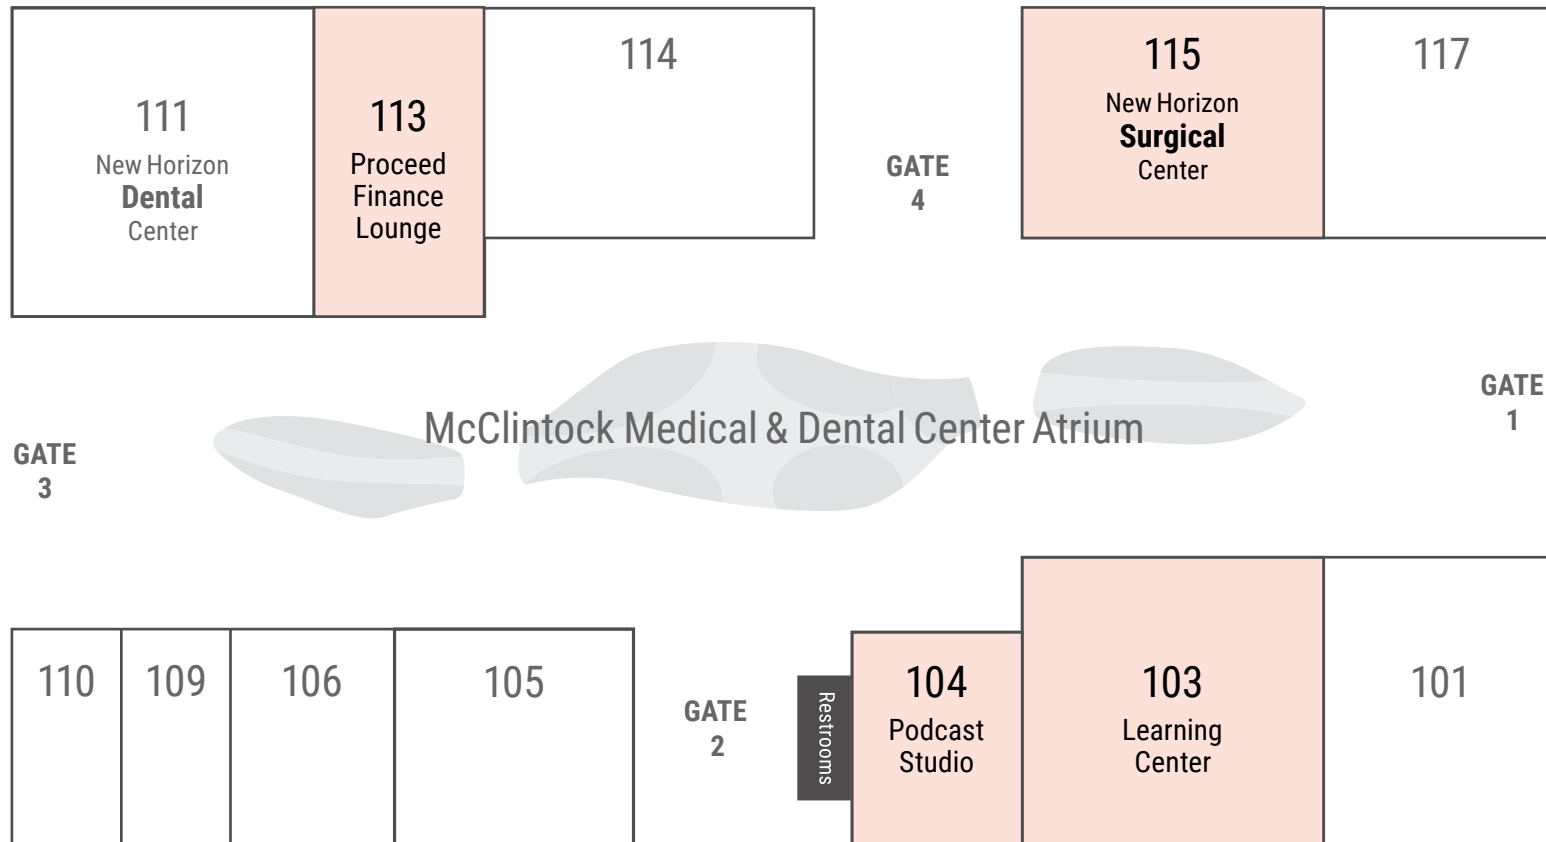 111
New Horizon
Dental
Center
113
Proceed
Finance
Lounge
114
GATE
4
115
New Horizon
Surgical
Center
117
McClintock Medical & Dental Center Atrium
GATE
1
GATE
3
110
109
106
105
GATE
2
Restrooms
104
Podcast
Studio
103
Learning
Center
101